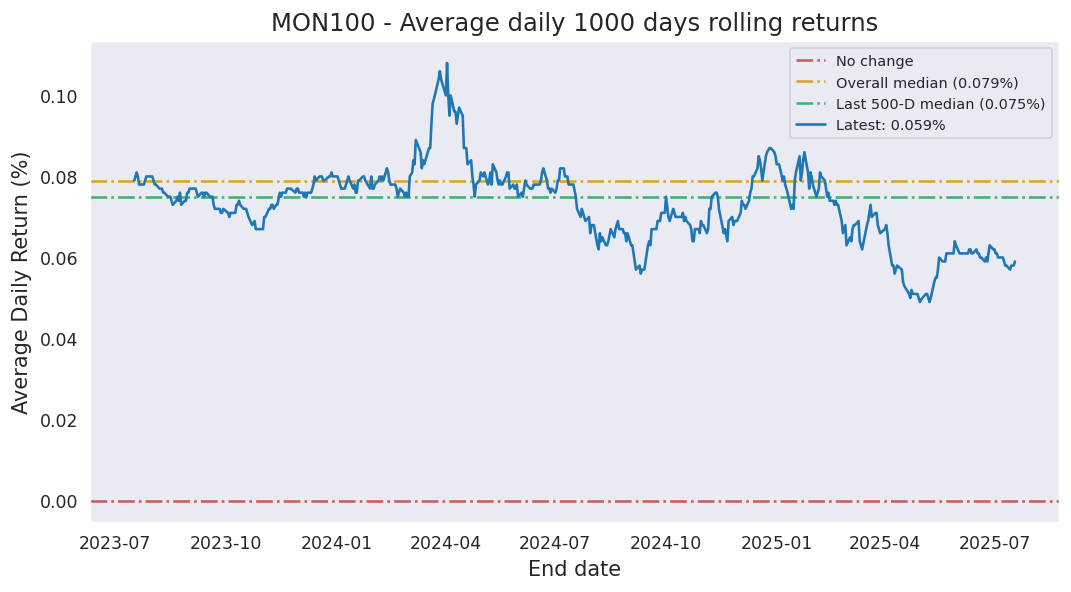 MON100 - Average daily 1000 days rolling returns
No change
Overall median (0.079%)
Last 500-D median (0.075%)
Latest: 0.059%
Average Daily Return (%)
0.10
0.08
0.06
0.04
0.02
0.00
2023-07 2023-10 2024-01 2024-04 2024-07 2024-10 2025-01 2025-04 2025-07
End date